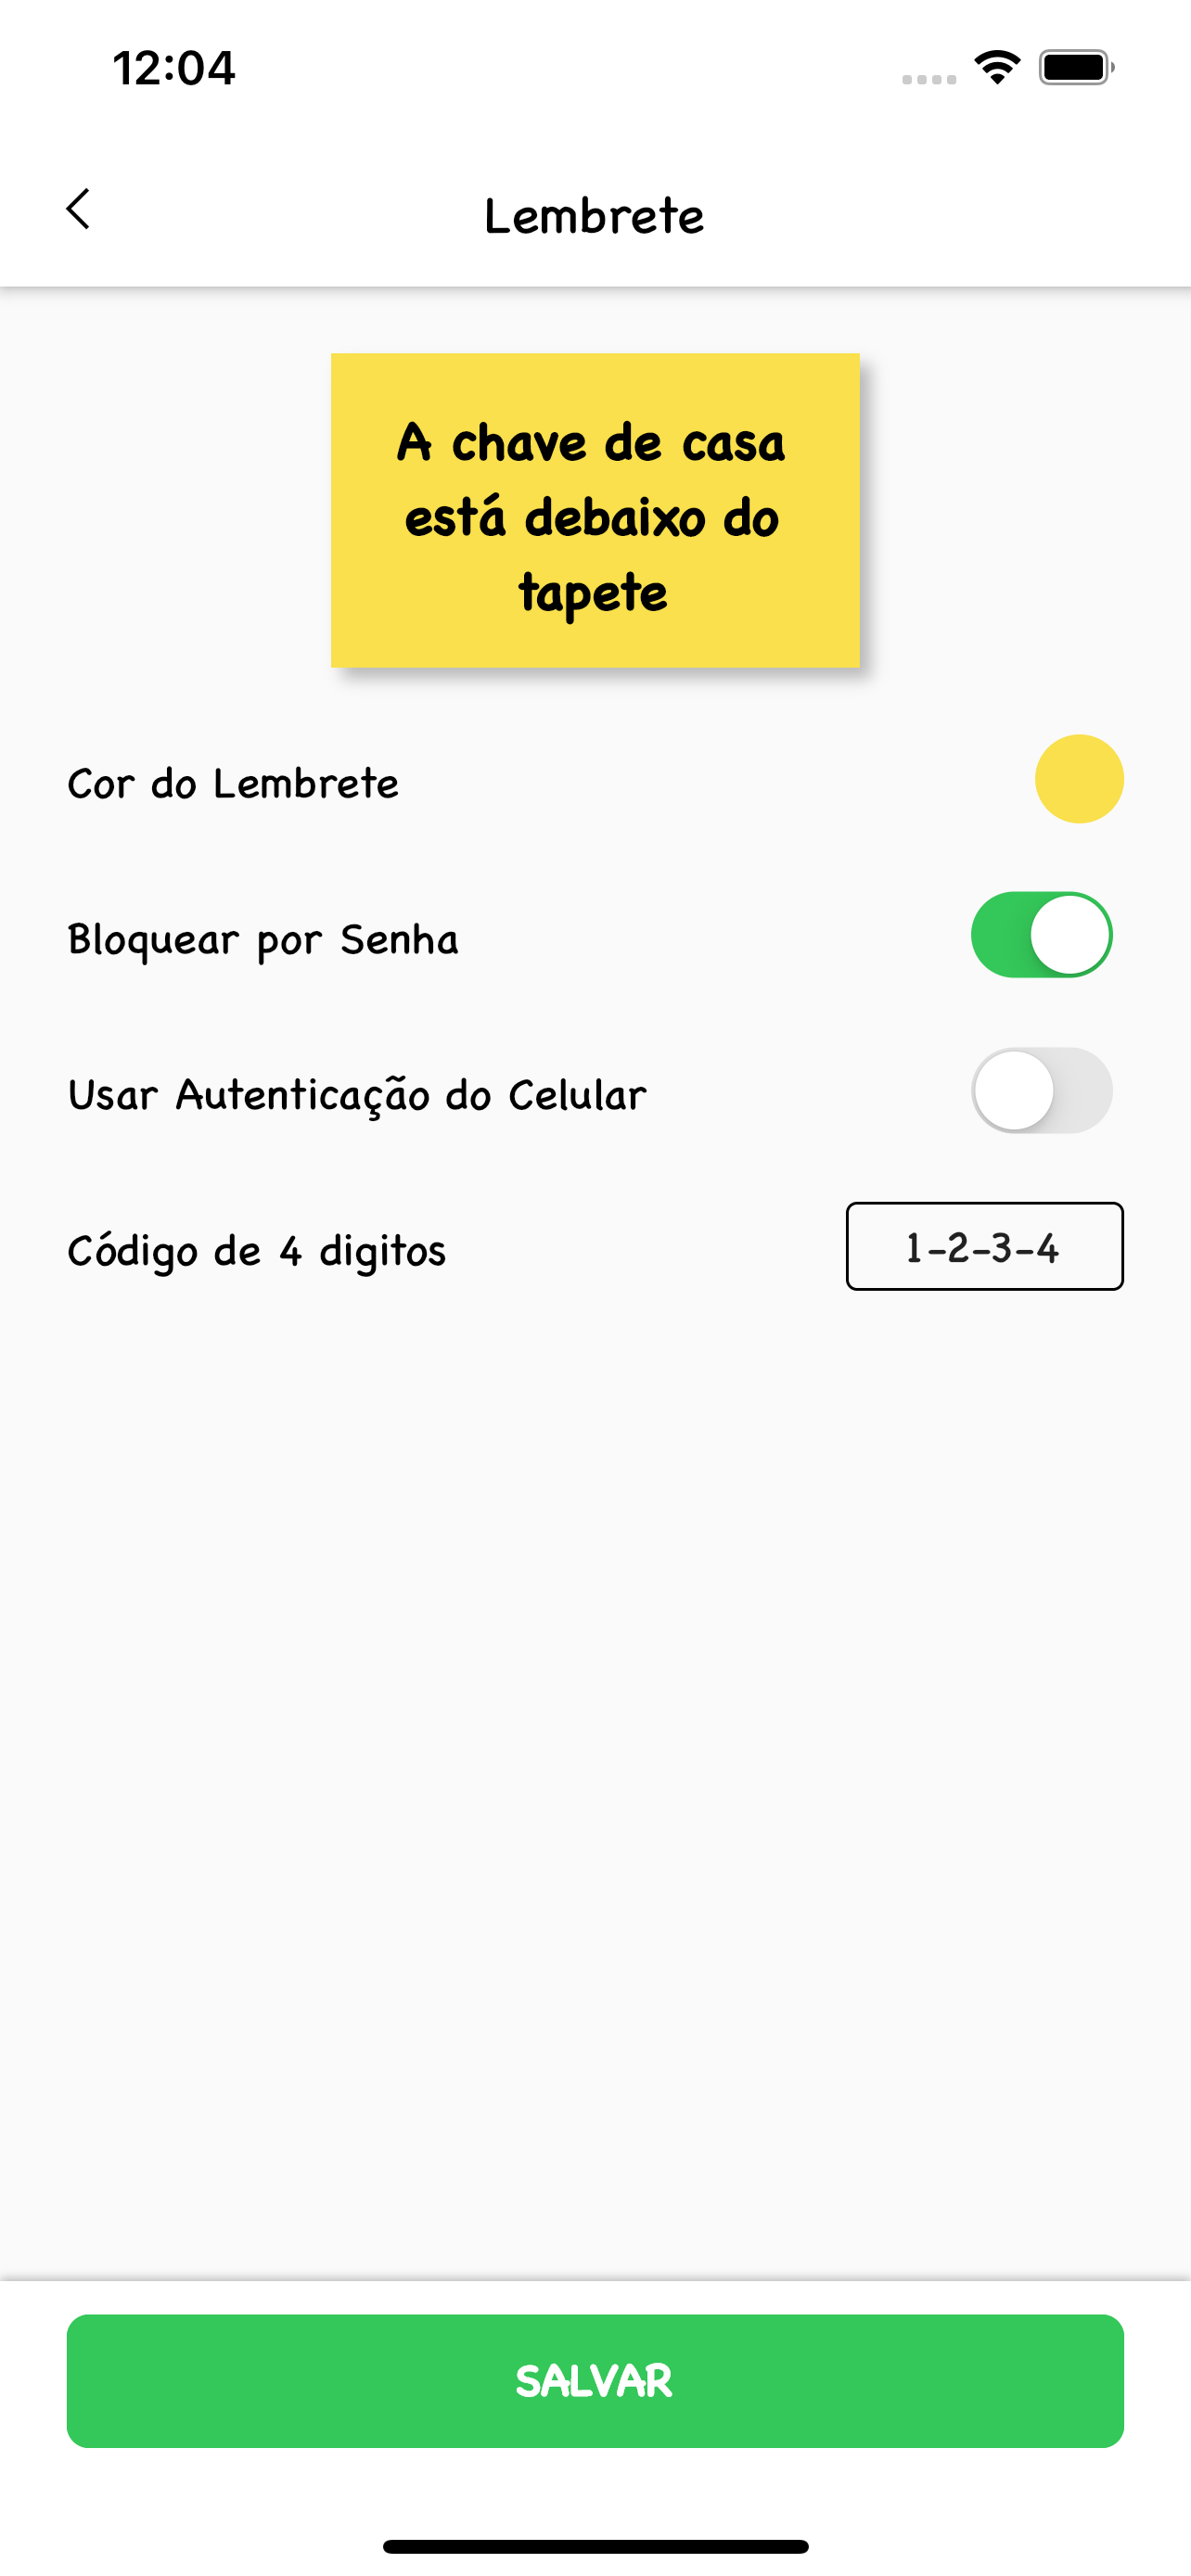 12:04
Lembrete
A chave de casa
está debaixo do
tapete
Cor do Lembrete
Bloquear por Senha
Usar Autenticação do Celular
Código de 4 digitos
1-2-3-4
SALVAR